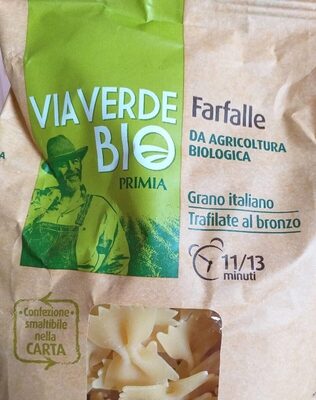 VIAVERDE
BIO
PRIMIA
Farfalle
DA AGRICOLTURA
BIOLOGICA
Grano italiano
Trafilate al bronzo
11/13
minuti
Confezione
smaltibile
nella
CARTA